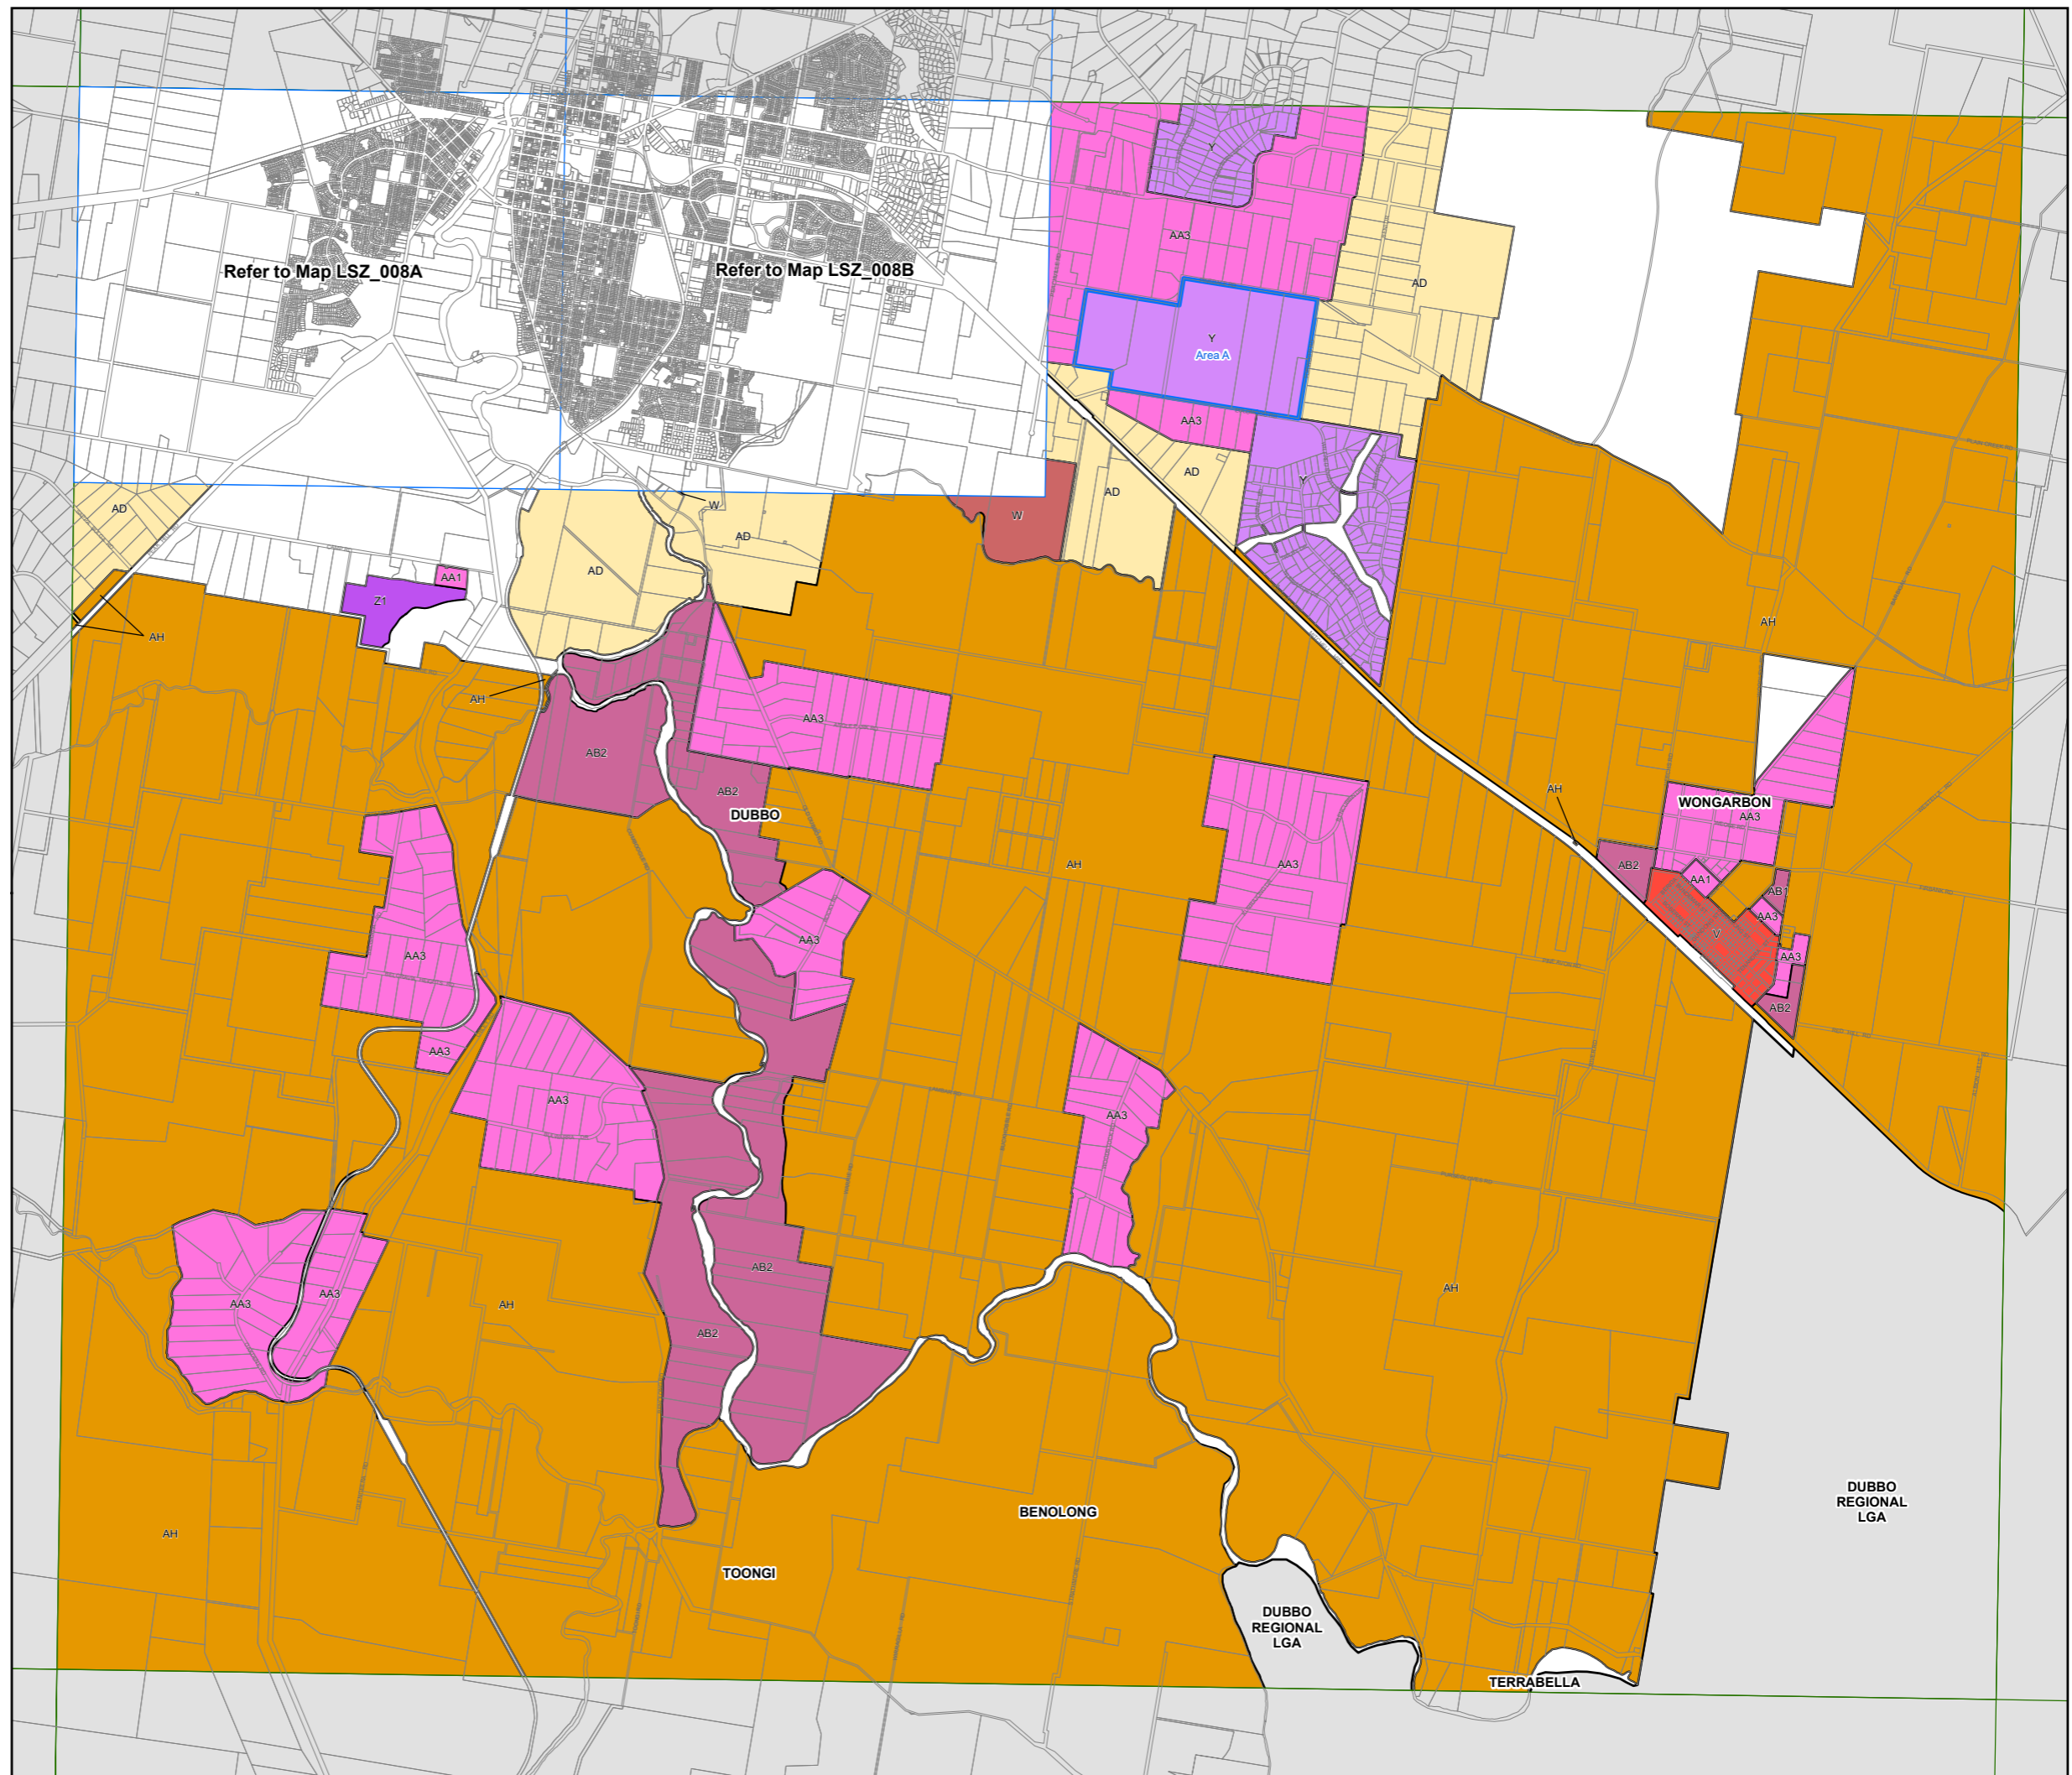 Y
AA3
Refer to Map LSZ_008A
Refer to Map LSZ_008B
AD
Y
Area A
AA3
AD
AD
Y
AD
W
W
AD
AD
AA1
Z1
AH
AH
AH
AB2
AA3
AB2
DUBBO
AH
WONGARBON
AA3
AB2
AA1
AB1
AA3
V
AA3
AB2
AH
AA3
AA3
AA3
AA3
AA3
AA3
AB2
AB2
AA3
AA3
AH
AH
DUBBO
REGIONAL
LGA
BENOLONG
AH
TOONGI
DUBBO
REGIONAL
LGA
TERRABELLA